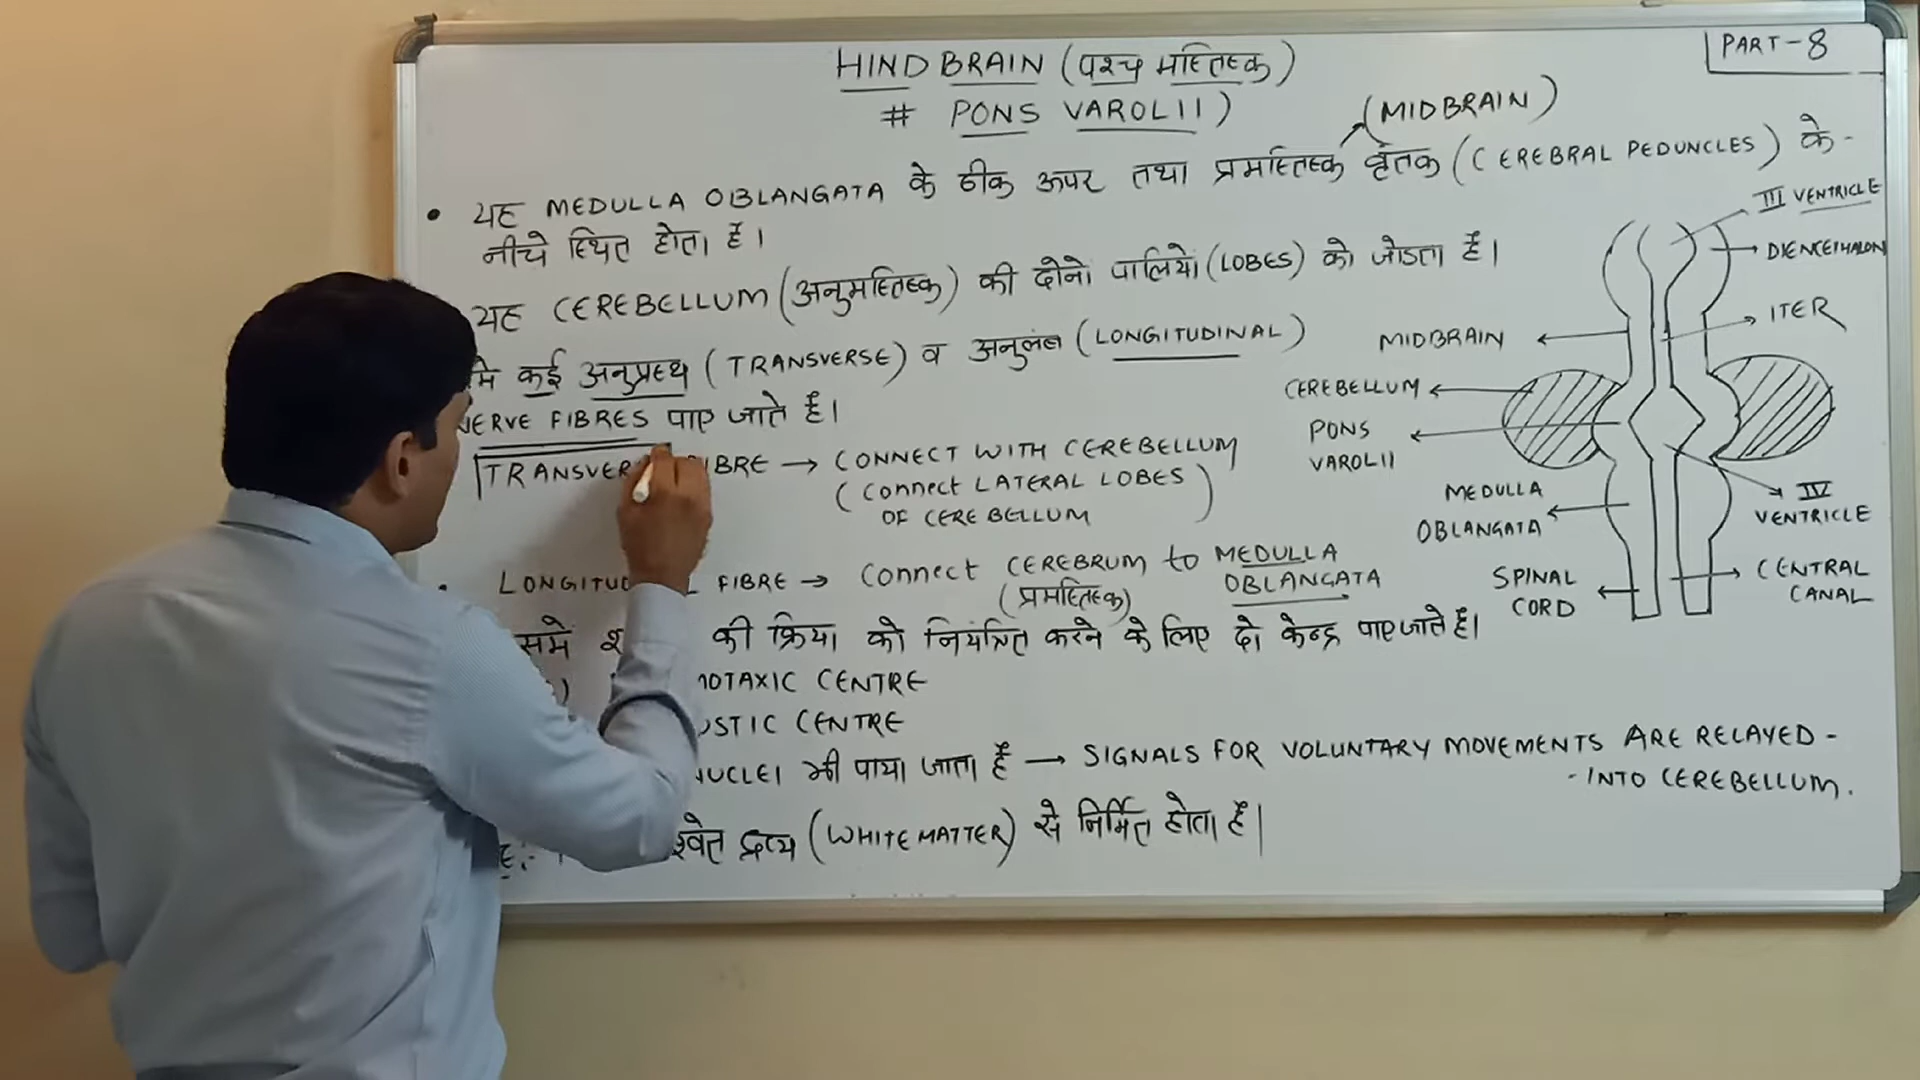 PART-8
HIND BRAIN (पश्च मस्तिष्क)
# PONS VAROLII)
(MIDBRAIN)
• यह MEDULLA OBLANGATA के ठीक ऊपर तथा प्रमस्तिष्क वृंतक (CEREBRAL PEDUNCLES) के-
नीचे स्थित होता है।
यह CEREBELLUM (अनुमस्तिष्क) की दोनो पालियो (LOBES) को जोडता है।
मे कई अनुप्रस्थ (TRANSVERSE) व अनुलंब (LONGITUDINAL)
NERVE FIBRES पाए जाते है।
→ CONNECT WITH CEREBELLUM
(Connect LATERAL LOBES
OF CEREBELLUM)
• FIBRE → Connect CEREBRUM to MEDULLA
(प्रमस्तिष्क) OBLANGATA
की क्रिया को नियंत्रित करने के लिए दो केन्द्र पाए जाते है।
CENTRE
CENTRE
NUCLEI भी पाया जाता है → SIGNALS FOR VOLUNTARY MOVEMENTS ARE RELAYED -
- INTO CEREBELLUM.
श्वेत द्रव्य (WHITE MATTER) से निर्मित होता है।
III VENTRICLE
DIENCEPHALON
ITER
MIDBRAIN
CEREBELLUM
PONS
VAROLII
MEDULLA
OBLANGATA
IV
VENTRICLE
SPINAL
CORD
CENTRAL
CANAL